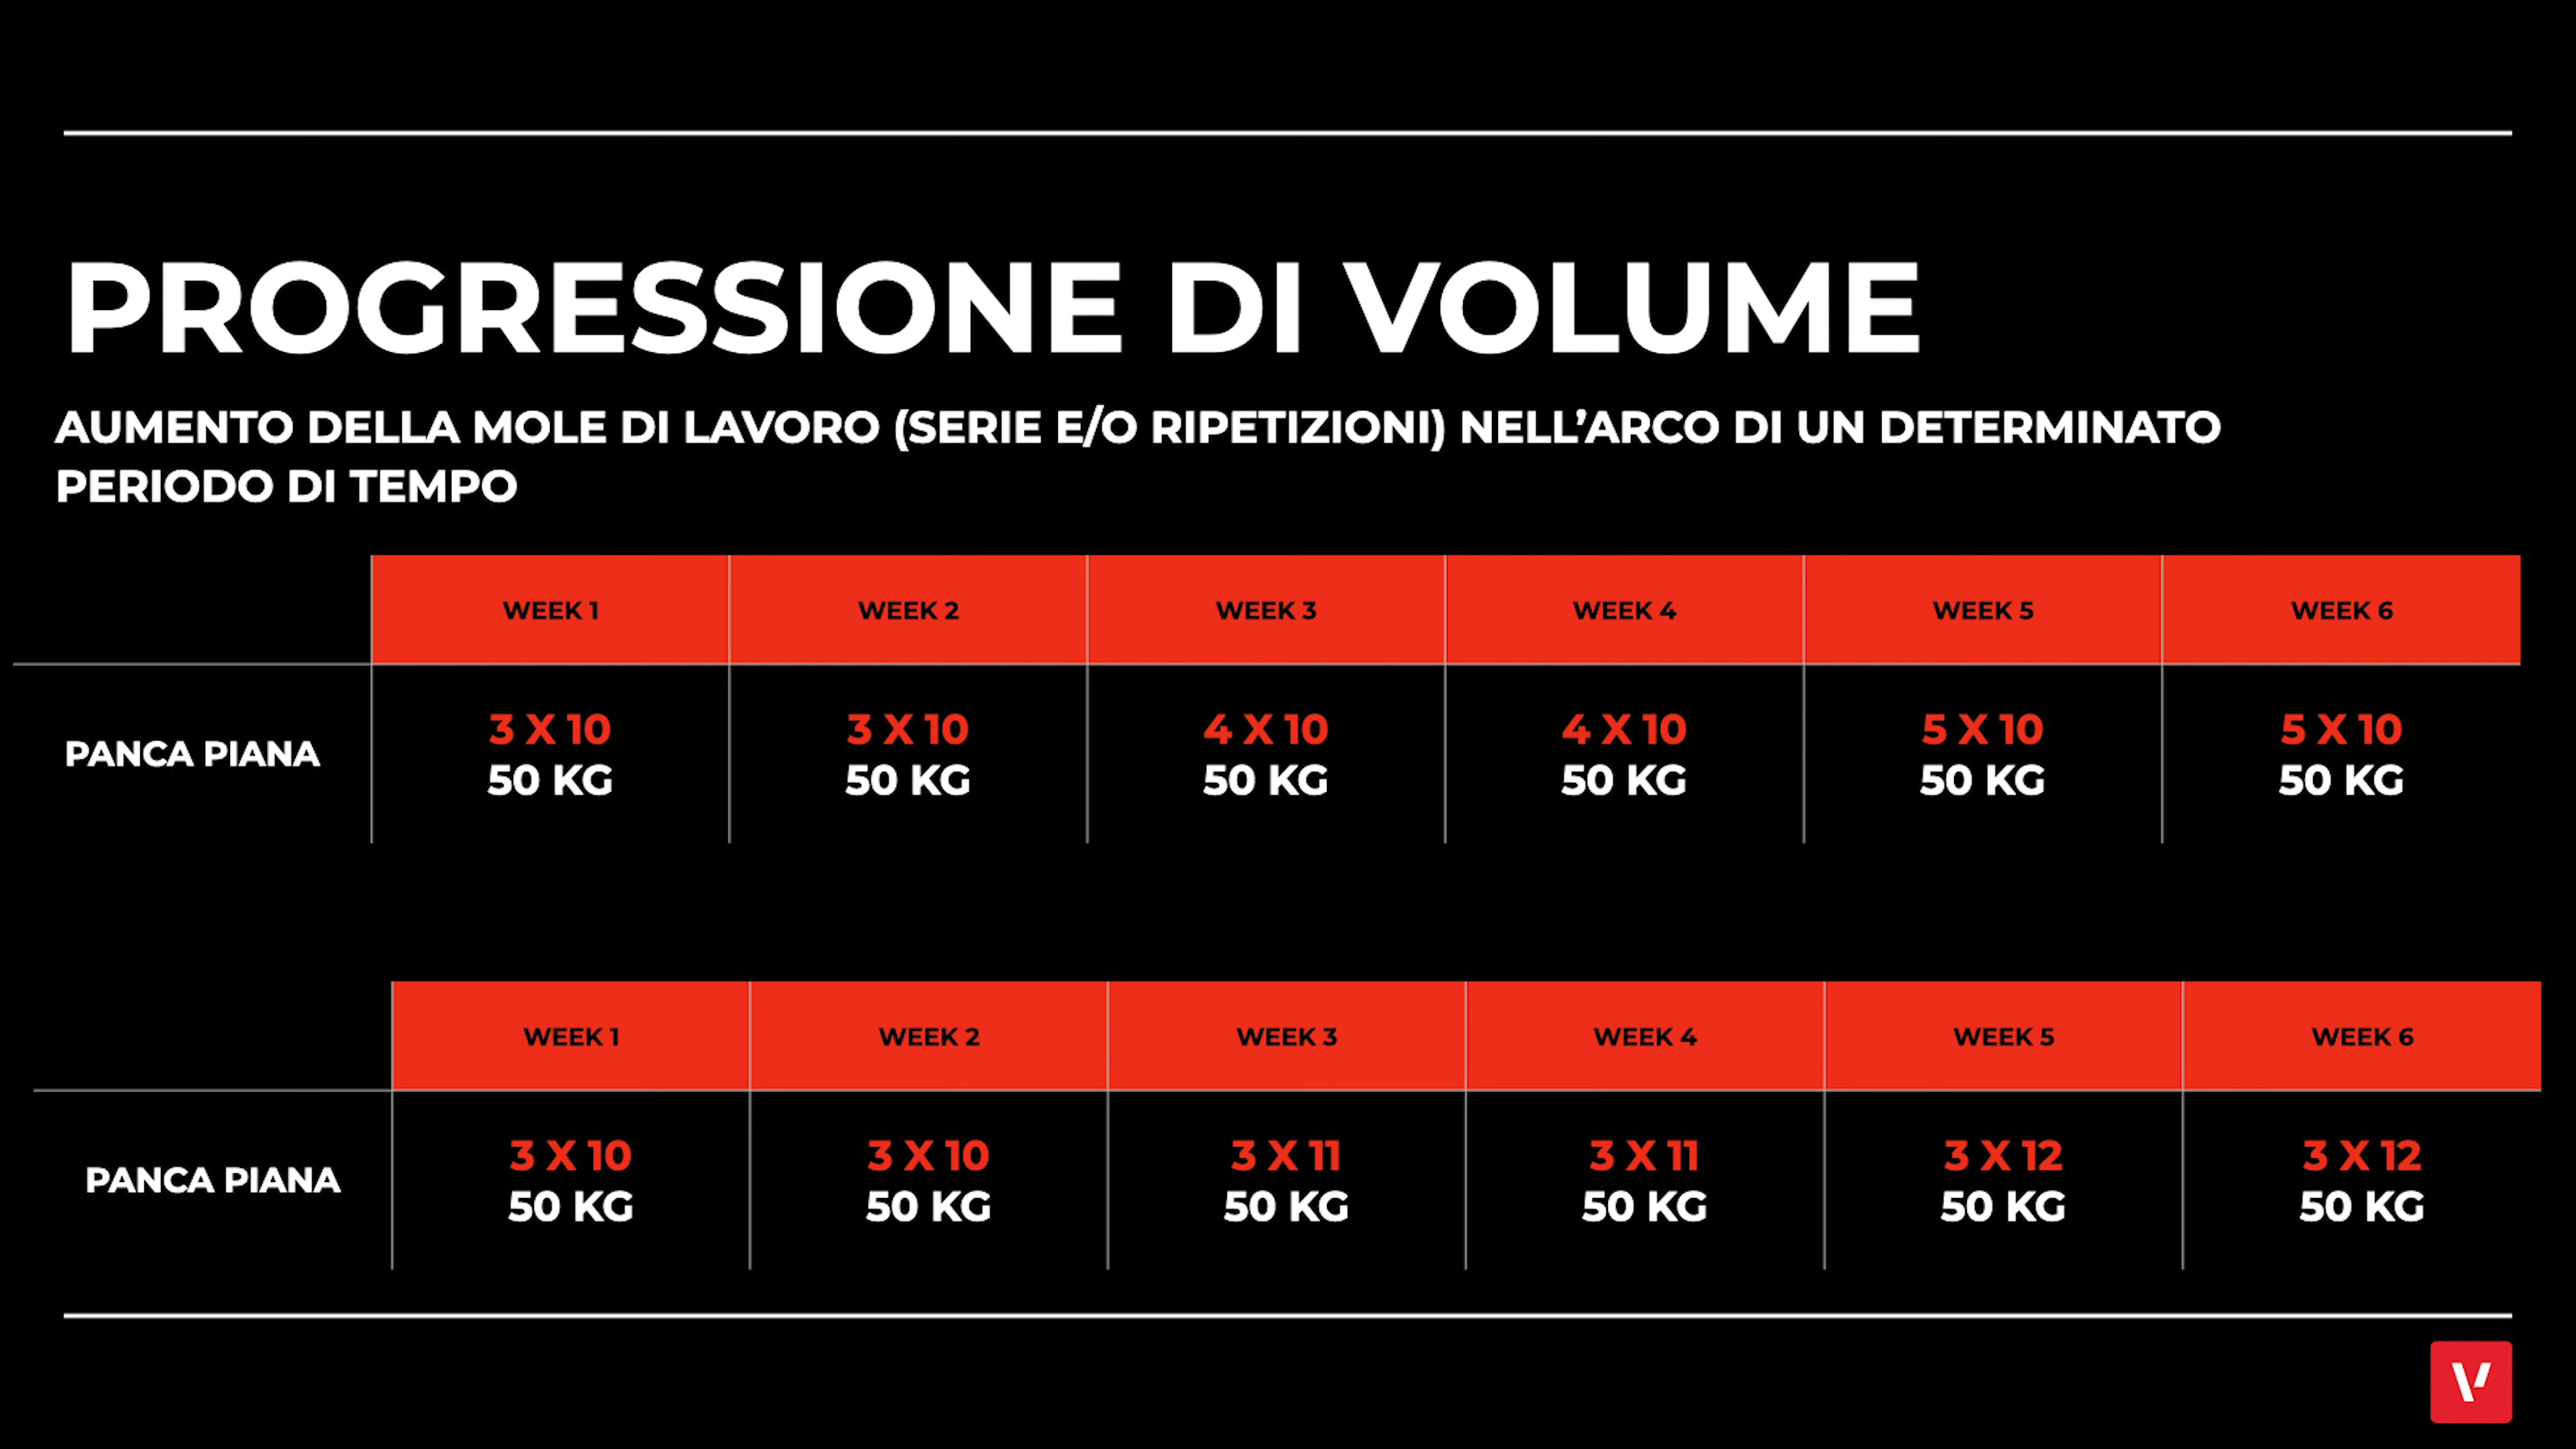 PROGRESSIONE DI VOLUME
AUMENTO DELLA MOLE DI LAVORO (SERIE E/O RIPETIZIONI) NELL'ARCO DI UN DETERMINATO
PERIODO DI TEMPO
WEEK 1 WEEK 2 WEEK 3 WEEK 4 WEEK 5 WEEK 6
3 X 10 3 X 10 4 X 10 4 X 10 5 X 10 5 X 10
PANCA PIANA
50 KG 50 KG 50 KG 50 KG 50 KG 50 KG
WEEK 1 WEEK 2 WEEK 3 WEEK 4 WEEK 5 WEEK 6
3 X 10 3 X 10 3 X 11 3 X 11 3 X 12 3 X 12
PANCA PIANA
50 KG 50 KG 50 KG 50 KG 50 KG 50 KG